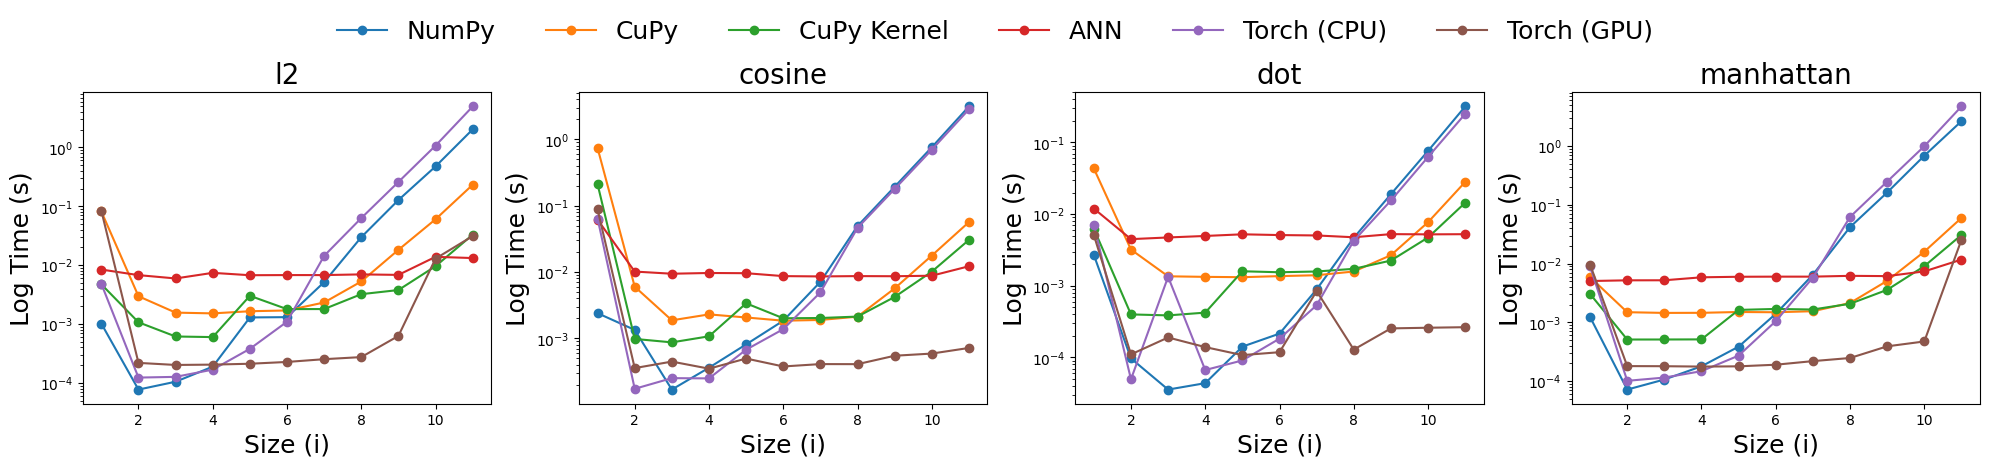 NumPy CuPy CuPy Kernel ANN Torch (CPU) Torch (GPU)
l2 cosine dot manhattan
Log Time (s)
10⁰
10⁻¹
10⁻²
10⁻³
10⁻⁴
2 4 6 8 10
Size (i)
Log Time (s)
10⁰
10⁻¹
10⁻²
10⁻³
2 4 6 8 10
Size (i)
Log Time (s)
10⁻¹
10⁻²
10⁻³
10⁻⁴
2 4 6 8 10
Size (i)
Log Time (s)
10⁰
10⁻¹
10⁻²
10⁻³
10⁻⁴
2 4 6 8 10
Size (i)